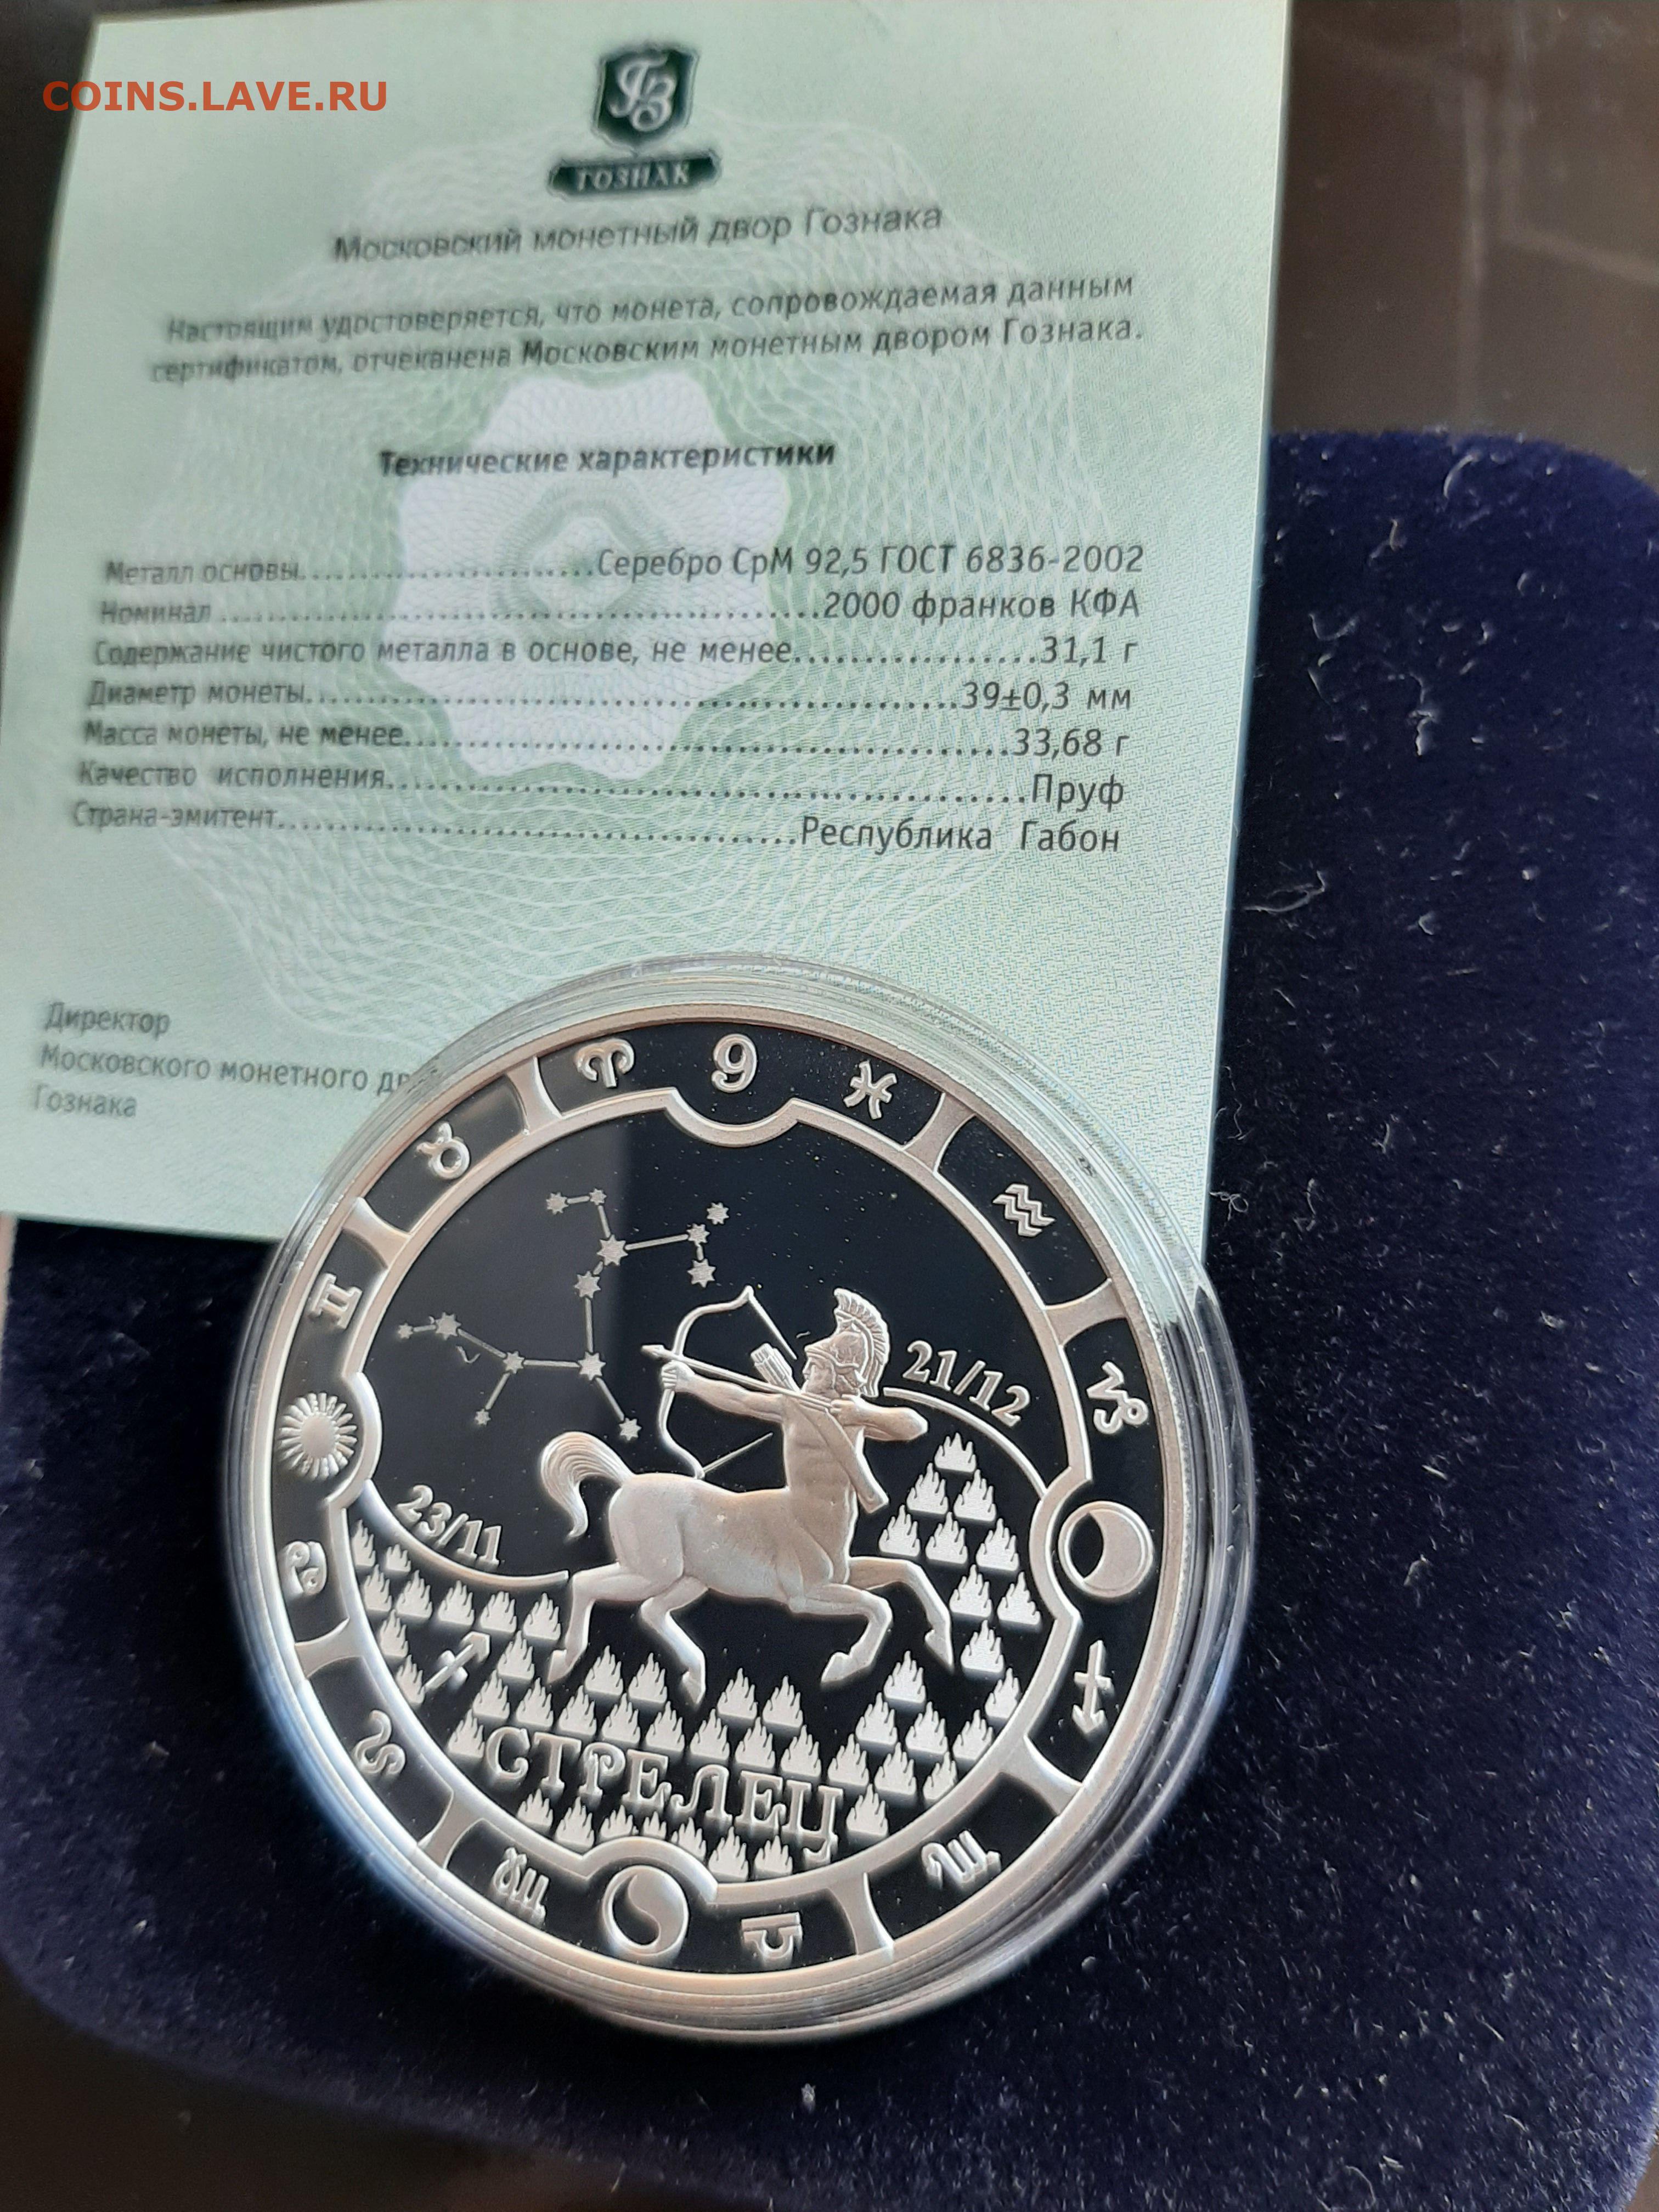 COINS.LAVE.RU
ГЗ
ГОЗНАК
Московский монетный двор Гознака
Настоящим удостоверяется, что монета, сопровождаемая данным
сертификатом, отчеканена Московским монетным двором Гознака.
Технические характеристики
Металл основы..........................Серебро СрМ 92,5 ГОСТ 6836-2002
Номинал ....................................................2000 франков КФА
Содержание чистого металла в основе, не менее..................31,1 г
Диаметр монеты.......................................................39±0,3 мм
Масса монеты, не менее....................................................33,68 г
Качество исполнения.......................................................Пруф
Страна-эмитент.............................................Республика Габон
Директор
Московского монетного дв
Гознака
9
21/12
23/11
СТРЕЛЕЦ